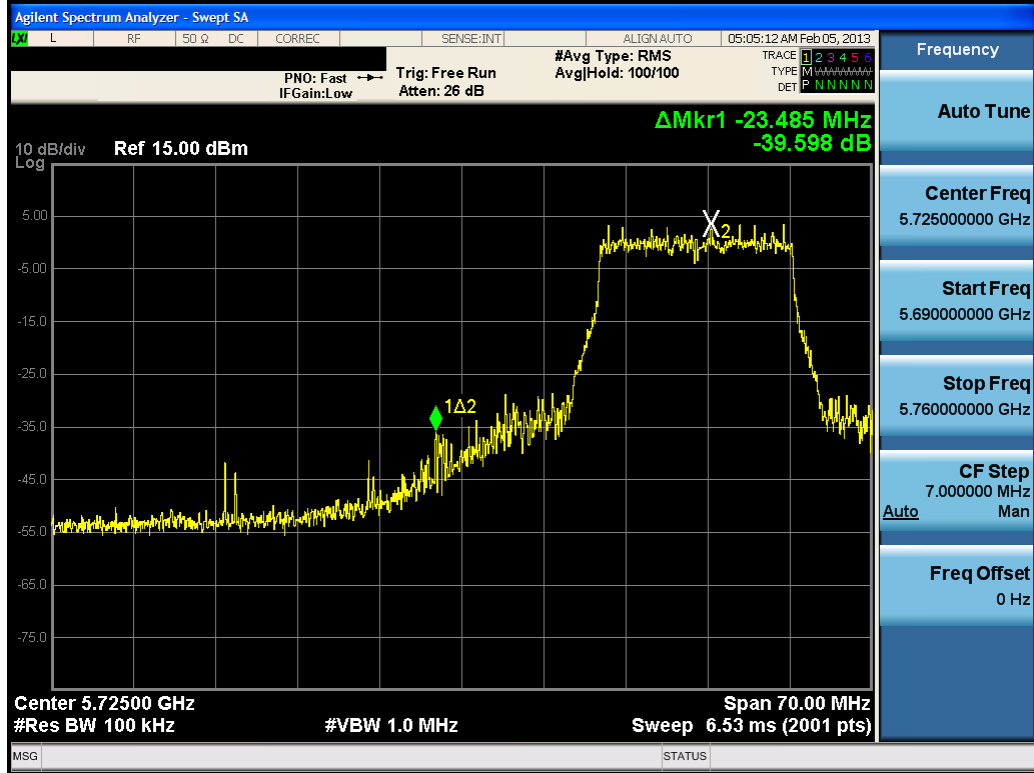 Agilent Spectrum Analyzer - Swept SA
LXI L RF 50 Ω DC CORREC SENSE:INT ALIGN AUTO 05:05:12 AM Feb 05, 2013
PNO: Fast
IFGain:Low
Trig: Free Run
Atten: 26 dB
#Avg Type: RMS
Avg|Hold: 100/100
TRACE 1 2 3 4 5 6
TYPE M WWWWW
DET P N N N N N
ΔMkr1 -23.485 MHz
-39.598 dB
10 dB/div Ref 15.00 dBm
Log
5.00
-5.00
-15.0
-25.0
-35.0
-45.0
-55.0
-65.0
-75.0
X2
1Δ2
Center 5.72500 GHz Span 70.00 MHz
#Res BW 100 kHz #VBW 1.0 MHz Sweep 6.53 ms (2001 pts)
MSG STATUS
Frequency
Auto Tune
Center Freq
5.725000000 GHz
Start Freq
5.690000000 GHz
Stop Freq
5.760000000 GHz
CF Step
7.000000 MHz
Auto Man
Freq Offset
0 Hz